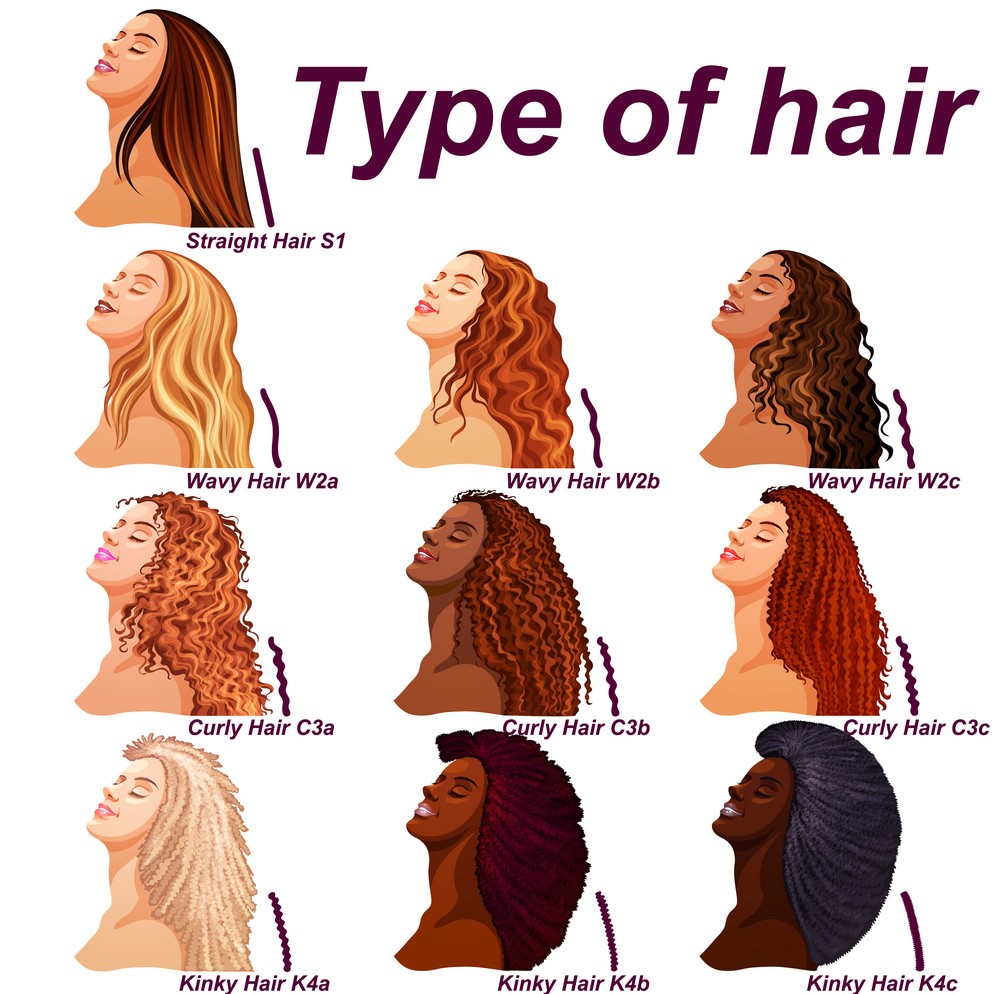 Type of hair
Straight Hair S1
Wavy Hair W2a
Wavy Hair W2b
Wavy Hair W2c
Curly Hair C3a
Curly Hair C3b
Curly Hair C3c
Kinky Hair K4a
Kinky Hair K4b
Kinky Hair K4c